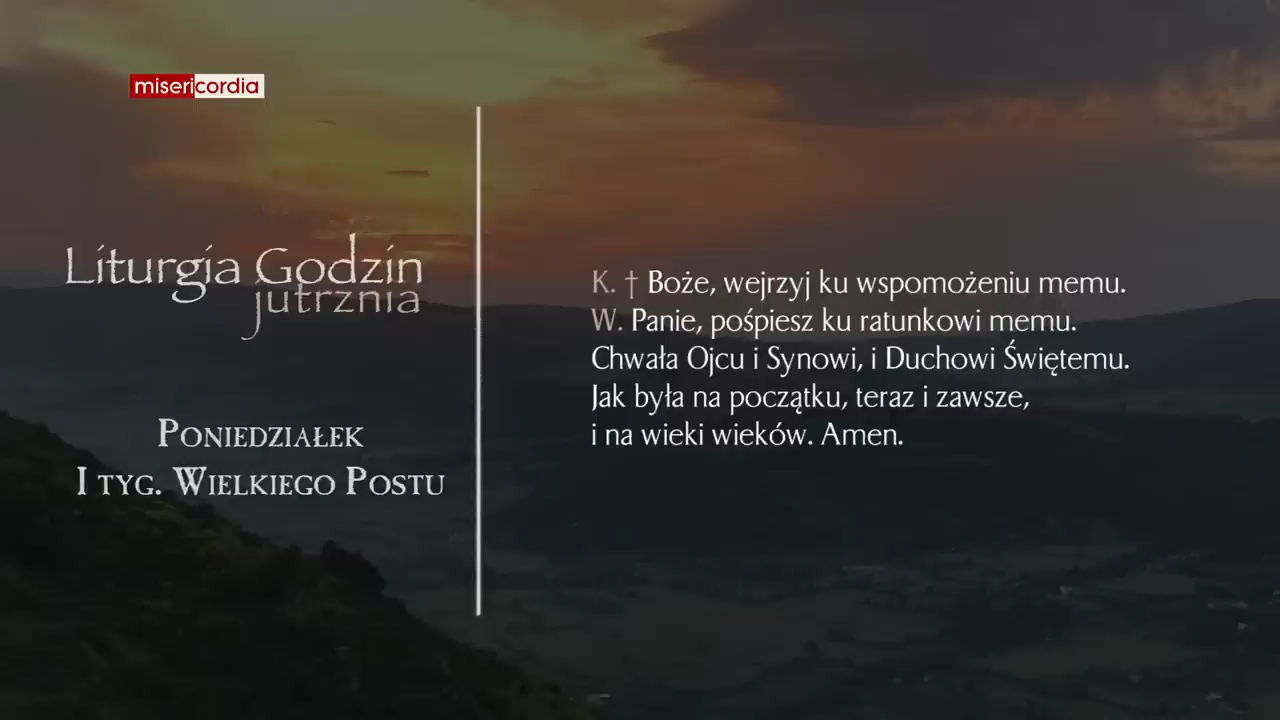 misericordia
Liturgia Godzin
jutrznia
Poniedziałek
I tyg. Wielkiego Postu
K. † Boże, wejrzyj ku wspomożeniu memu.
W. Panie, pośpiesz ku ratunkowi memu.
Chwała Ojcu i Synowi, i Duchowi Świętemu.
Jak była na początku, teraz i zawsze,
i na wieki wieków. Amen.